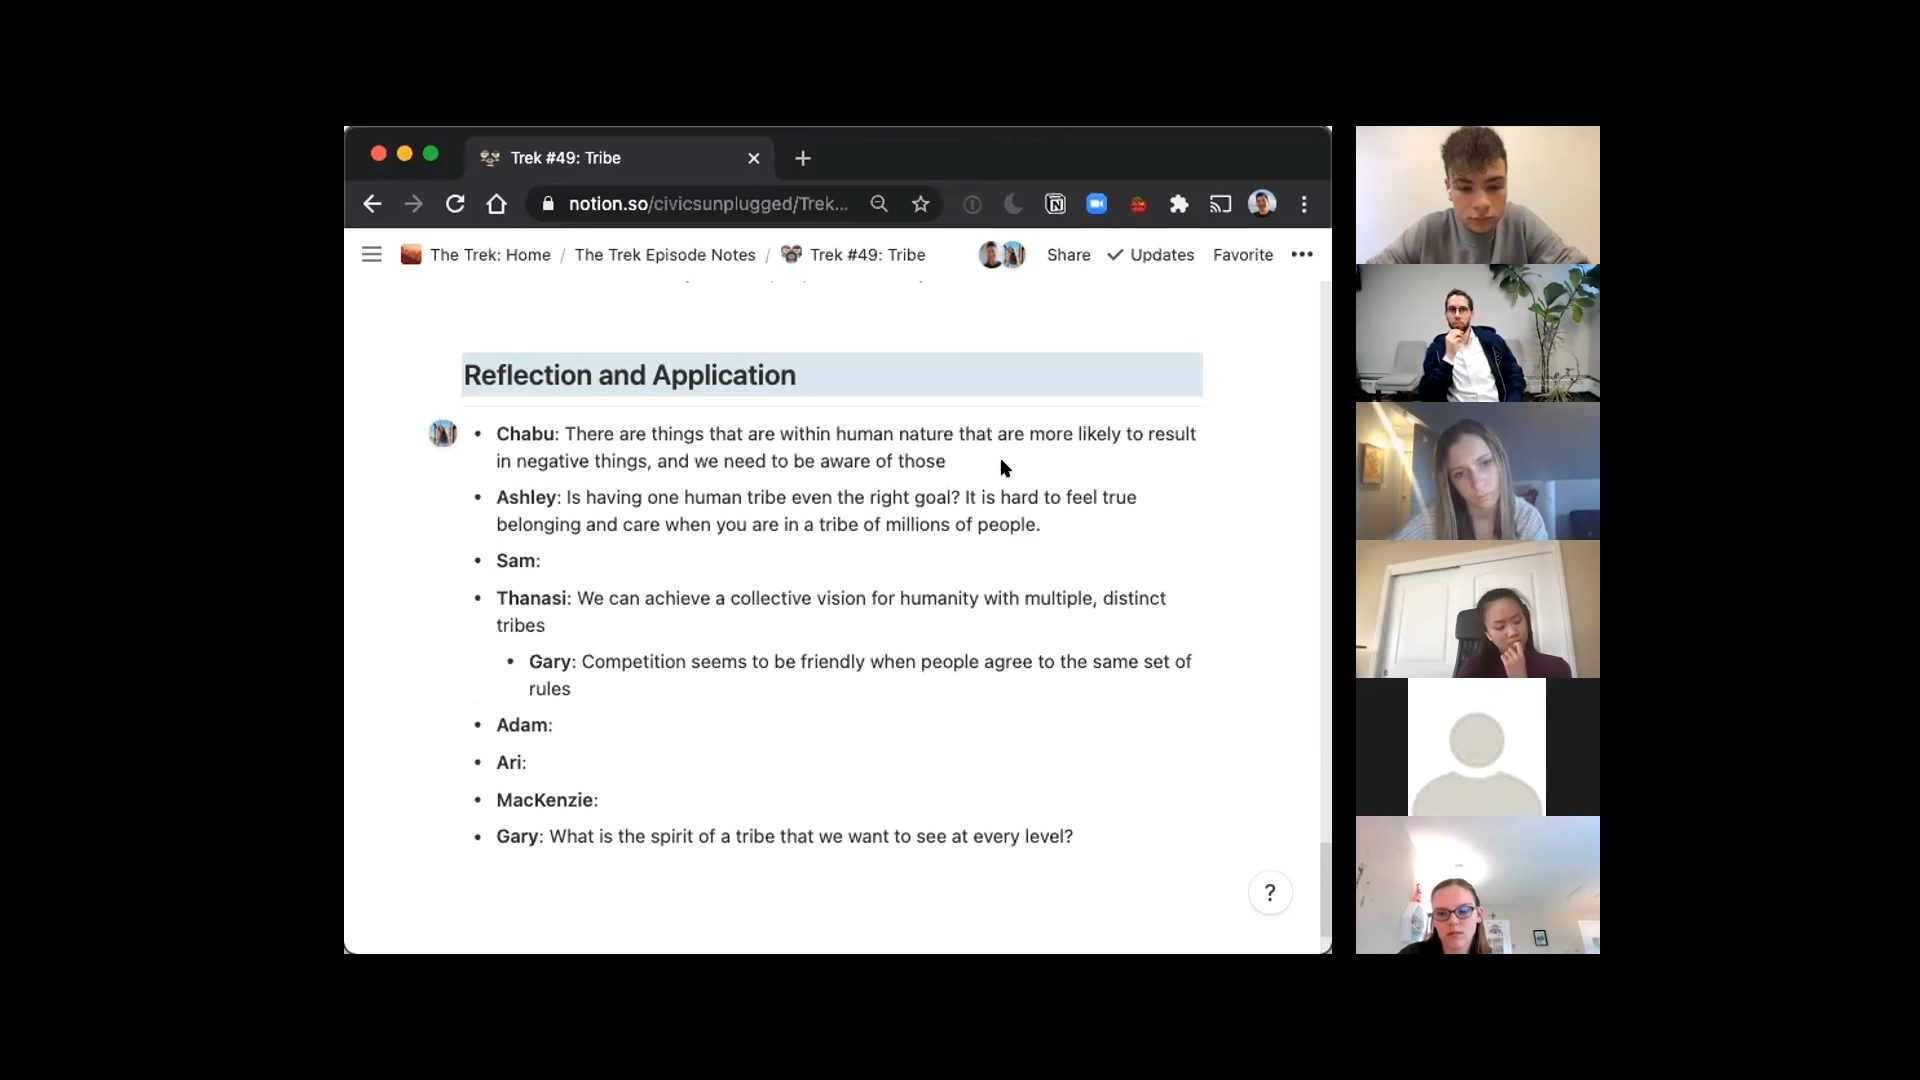 Trek #49: Tribe
notion.so/civicsunplugged/Trek...
The Trek: Home / The Trek Episode Notes / Trek #49: Tribe
Share Updates Favorite
Reflection and Application
• Chabu: There are things that are within human nature that are more likely to result
in negative things, and we need to be aware of those
• Ashley: Is having one human tribe even the right goal? It is hard to feel true
belonging and care when you are in a tribe of millions of people.
• Sam:
• Thanasi: We can achieve a collective vision for humanity with multiple, distinct
tribes
• Gary: Competition seems to be friendly when people agree to the same set of
rules
• Adam:
• Ari:
• MacKenzie:
• Gary: What is the spirit of a tribe that we want to see at every level?
?